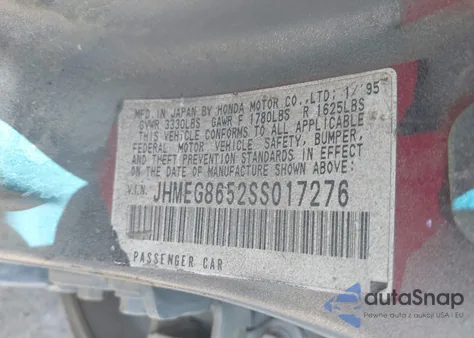 MFD. IN JAPAN BY HONDA MOTOR CO.,LTD; 1/'95
GVWR 3330LBS GAWR F 1780LBS R 1625LBS
THIS VEHICLE CONFORMS TO ALL APPLICABLE
FEDERAL MOTOR VEHICLE SAFETY, BUMPER,
AND THEFT PREVENTION STANDARDS IN EFFECT
ON THE DATE OF MANUFACTURE SHOWN ABOVE:
V.I.N. JHMEG8652SS017276
PASSENGER CAR
autaSnap
Pewne auta z aukcji USA i EU